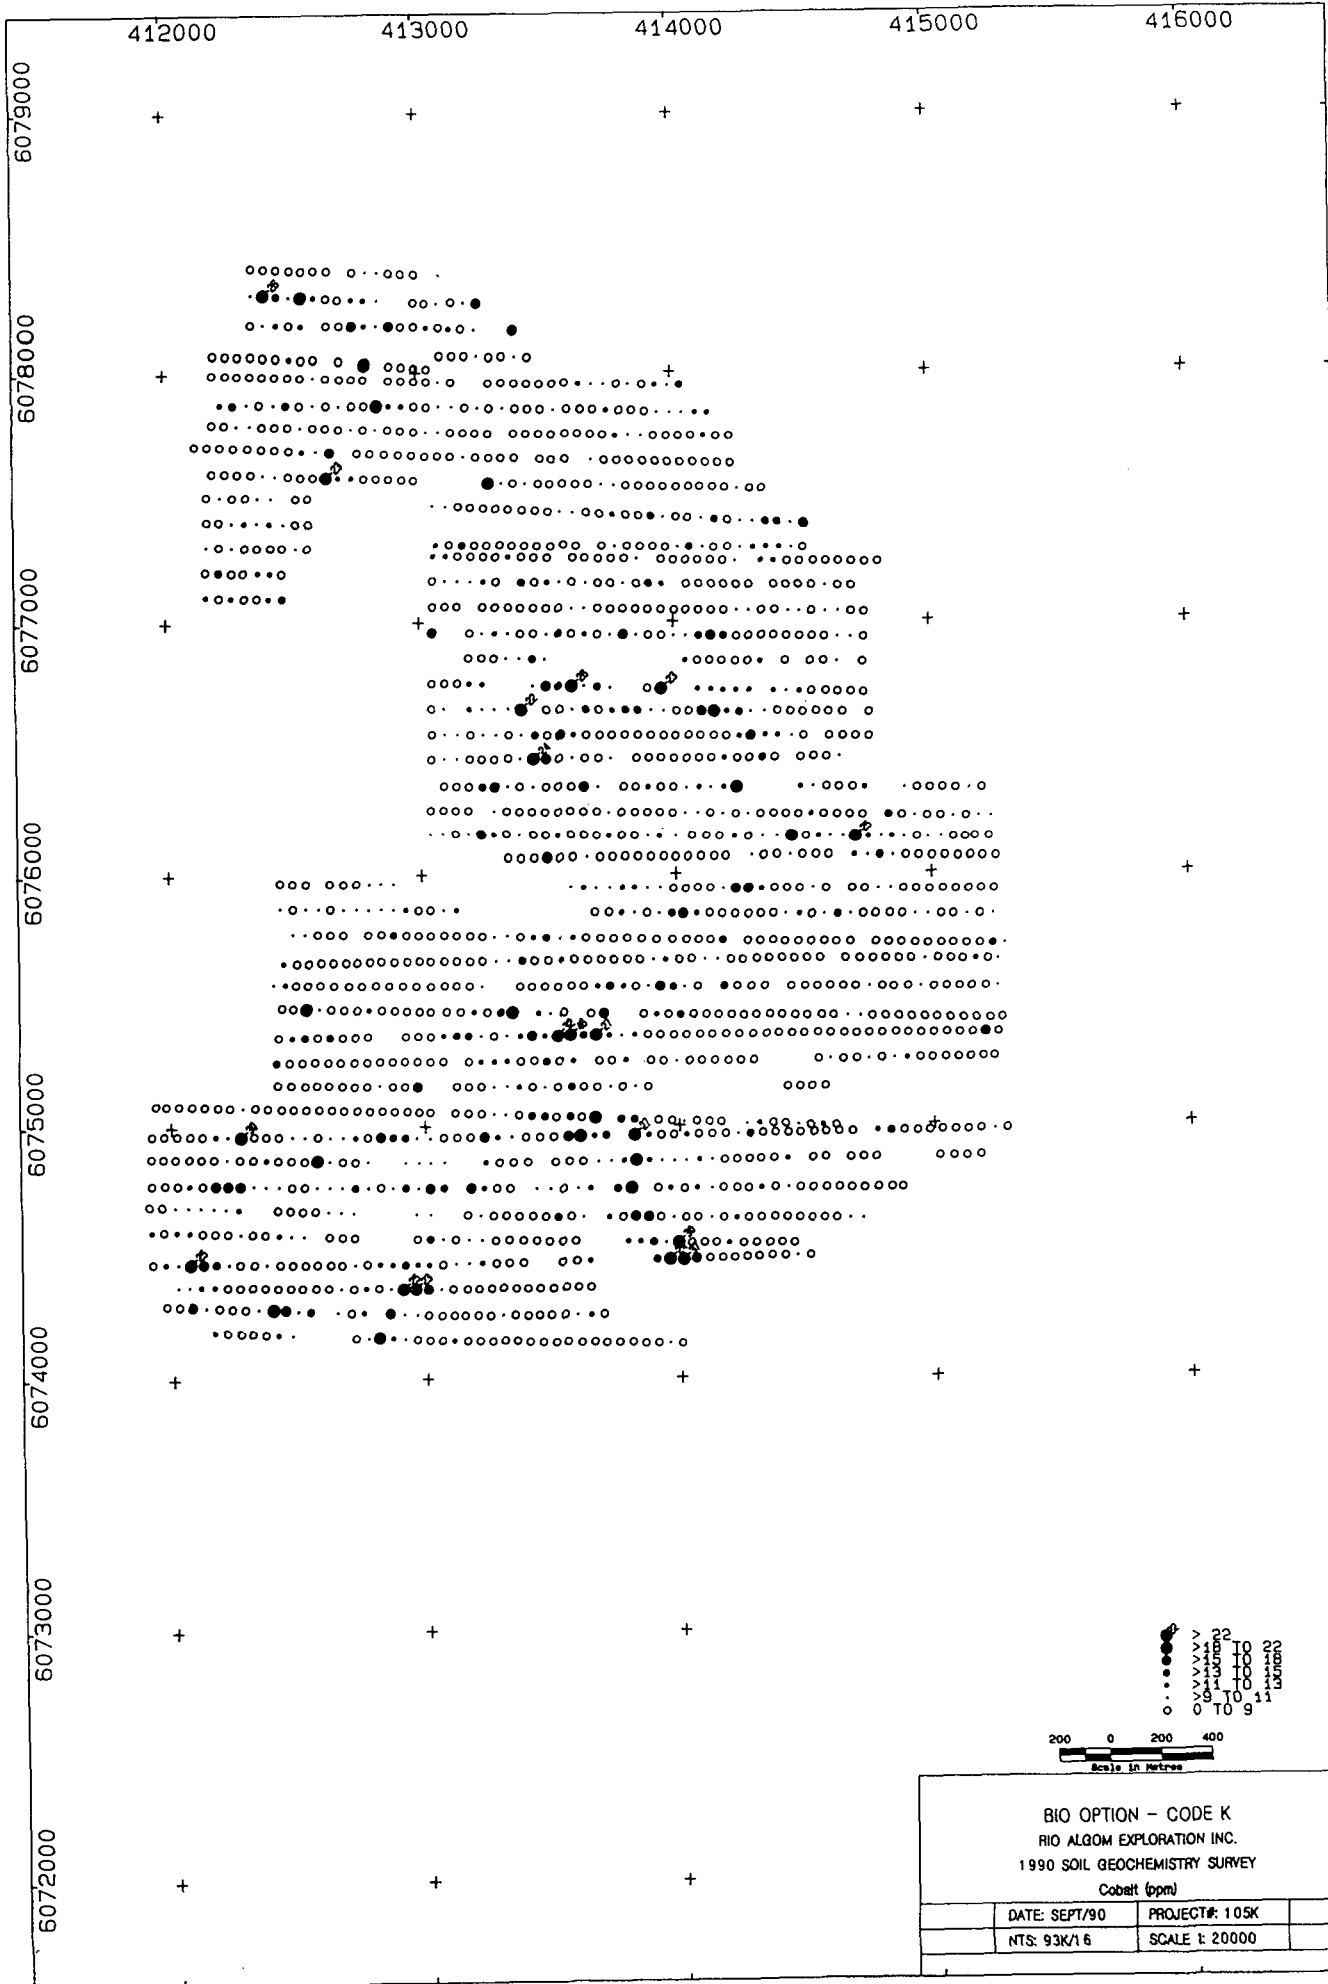 412000 413000 414000 415000 416000
6079000
6078000
6077000
6076000
6075000
6074000
6073000
6072000
> 22
>18 TO 22
>15 TO 18
>13 TO 15
>11 TO 13
>9 TO 11
0 TO 9
200 0 200 400
Scale in Metres
BIO OPTION - CODE K
RIO ALGOM EXPLORATION INC.
1990 SOIL GEOCHEMISTRY SURVEY
Cobalt (ppm)
DATE: SEPT/90 PROJECT#: 105K
NTS: 93K/16 SCALE 1: 20000